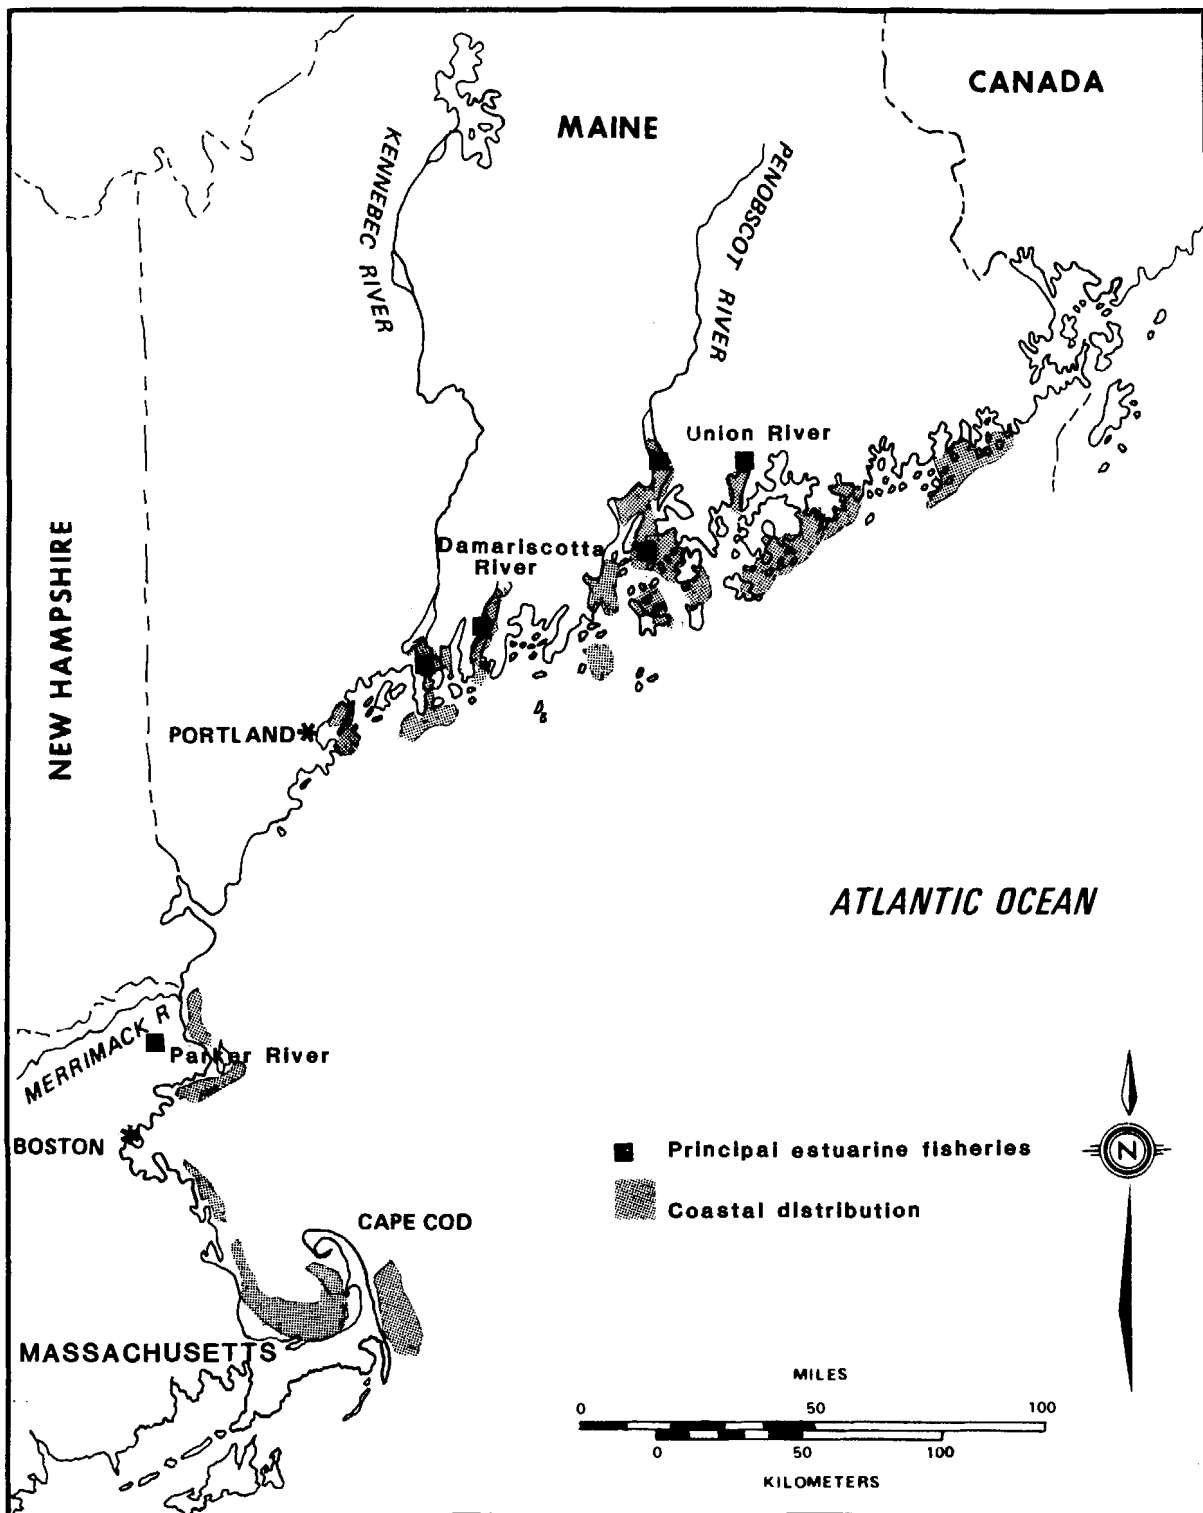 CANADA
MAINE
KENNEBEC RIVER
PENOBSCOT RIVER
Union River
Damariscotta
River
NEW HAMPSHIRE
PORTLAND
ATLANTIC OCEAN
MERRIMACK R
Parker River
BOSTON
Principal estuarine fisheries
N
Coastal distribution
CAPE COD
MASSACHUSETTS
MILES
0 50 100
0 50 100
KILOMETERS